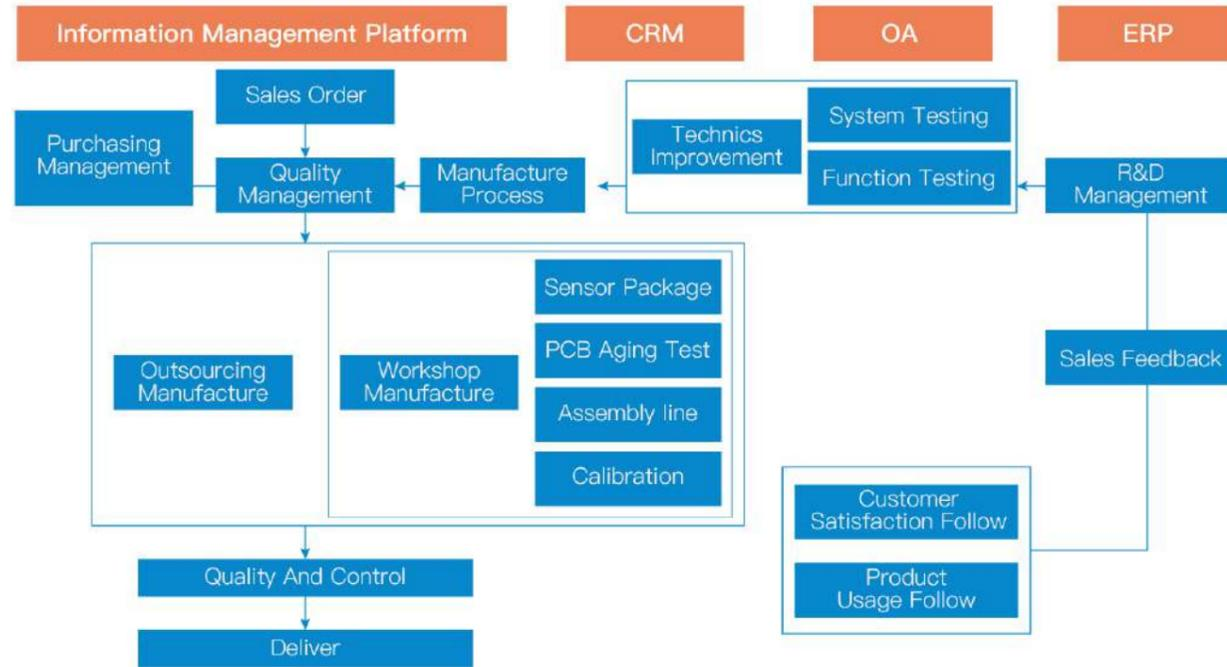 Information Management Platform
CRM
OA
ERP
Sales Order
Purchasing
Management
Quality
Management
Manufacture
Process
Technics
Improvement
System Testing
Function Testing
R&D
Management
Outsourcing
Manufacture
Workshop
Manufacture
Sensor Package
PCB Aging Test
Assembly line
Calibration
Sales Feedback
Customer
Satisfaction Follow
Product
Usage Follow
Quality And Control
Deliver